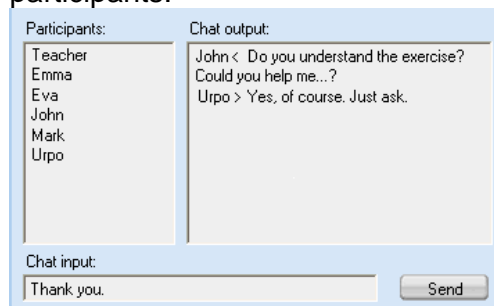 participants.
Participants:
Teacher
Emma
Eva
John
Mark
Urpo
Chat output:
John < Do you understand the exercise?
Could you help me...?
Urpo > Yes, of course. Just ask.
Chat input:
Thank you.
Send